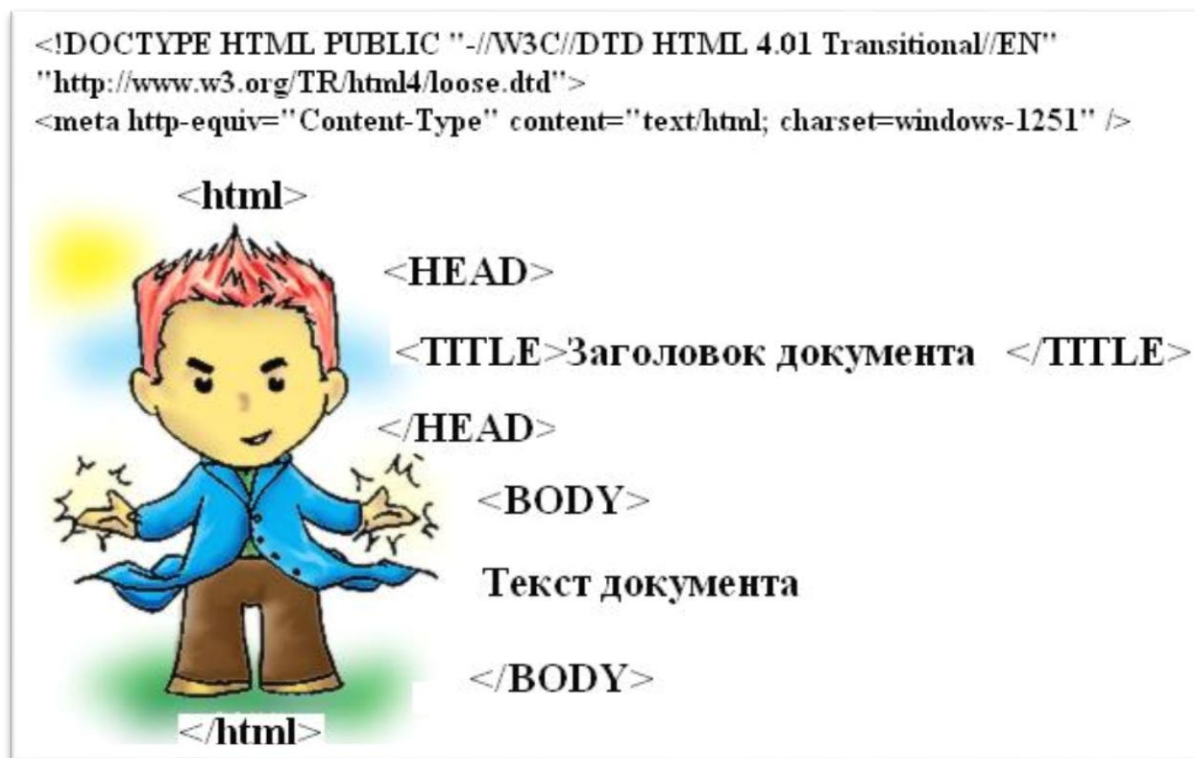 <!DOCTYPE HTML PUBLIC "-//W3C//DTD HTML 4.01 Transitional//EN"
"http://www.w3.org/TR/html4/loose.dtd">
<meta http-equiv="Content-Type" content="text/html; charset=windows-1251" />
<html>
<HEAD>
<TITLE>Заголовок документа </TITLE>
</HEAD>
<BODY>
Текст документа
</BODY>
</html>